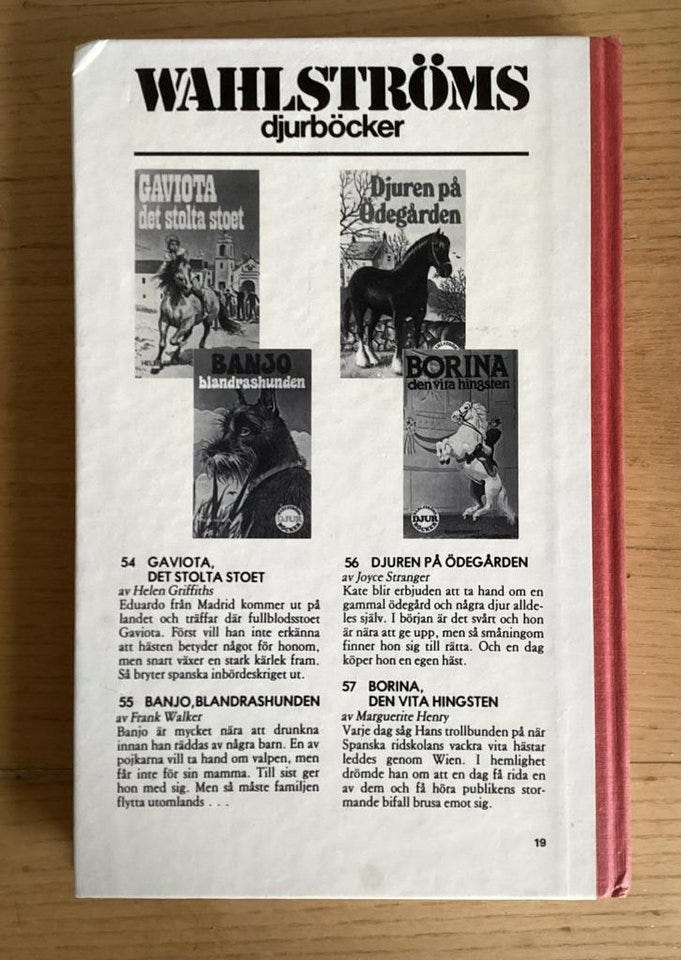 WAHLSTRÖMS
djurböcker
GAVIOTA
det stolta stoet
Djuren på
Ödegården
BANJO
blandrashunden
DJUR
BORINA
den vita hingsten
DJUR
54 GAVIOTA,
DET STOLTA STOET
av Helen Griffiths
Eduardo från Madrid kommer ut på
landet och träffar där fullblodsstoet
Gaviota. Först vill han inte erkänna
att hästen betyder något för honom,
men snart växer en stark kärlek fram.
Så bryter spanska inbördeskriget ut.
55 BANJO,BLANDRASHUNDEN
av Frank Walker
Banjo är mycket nära att drunkna
innan han räddas av några barn. En av
pojkarna vill ta hand om valpen, men
får inte för sin mamma. Till sist ger
hon med sig. Men så måste familjen
flytta utomlands . . .
56 DJUREN PÅ ÖDEGÅRDEN
av Joyce Stranger
Kate blir erbjuden att ta hand om en
gammal ödegård och några djur allde-
les själv. I början är det svårt och hon
är nära att ge upp, men så småningom
finner hon sig till rätta. Och en dag
köper hon en egen häst.
57 BORINA,
DEN VITA HINGSTEN
av Marguerite Henry
Varje dag såg Hans trollbunden på när
Spanska ridskolans vackra vita hästar
leddes genom Wien. I hemlighet
drömde han om att en dag få rida en
av dem och få höra publikens stor-
mande bifall brusa emot sig.
19